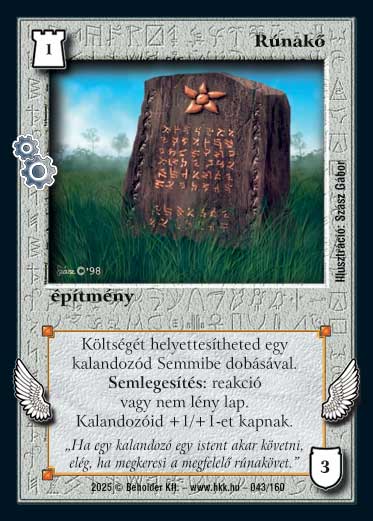 1
Rúnakő
Szász ©'98
Illusztráció: Szász Gábor
építmény
Költségét helyettesítheted egy
kalandozód Semmibe dobásával.
Semlegesítés: reakció
vagy nem lény lap.
Kalandozóid +1/+1-et kapnak.
„Ha egy kalandozó egy istent akar követni,
elég, ha megkeresi a megfelelő rúnakövet.”
3
2025 © Beholder Kft. – www.hkk.hu – 043/160